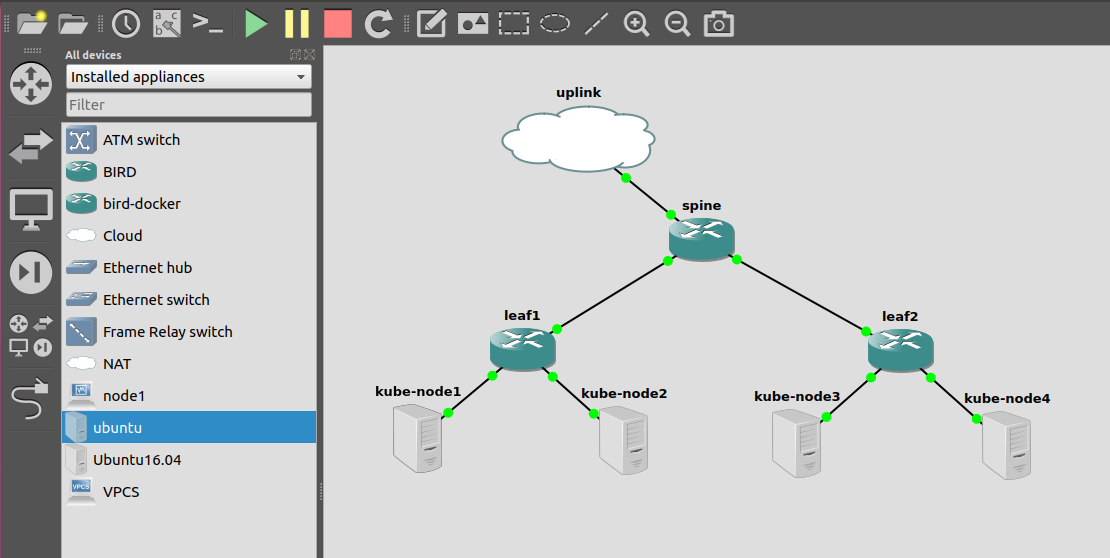 All devices
Installed appliances
Filter
ATM switch
BIRD
bird-docker
Cloud
Ethernet hub
Ethernet switch
Frame Relay switch
NAT
node1
ubuntu
Ubuntu16.04
VPCS
uplink
spine
leaf1
leaf2
kube-node1
kube-node2
kube-node3
kube-node4